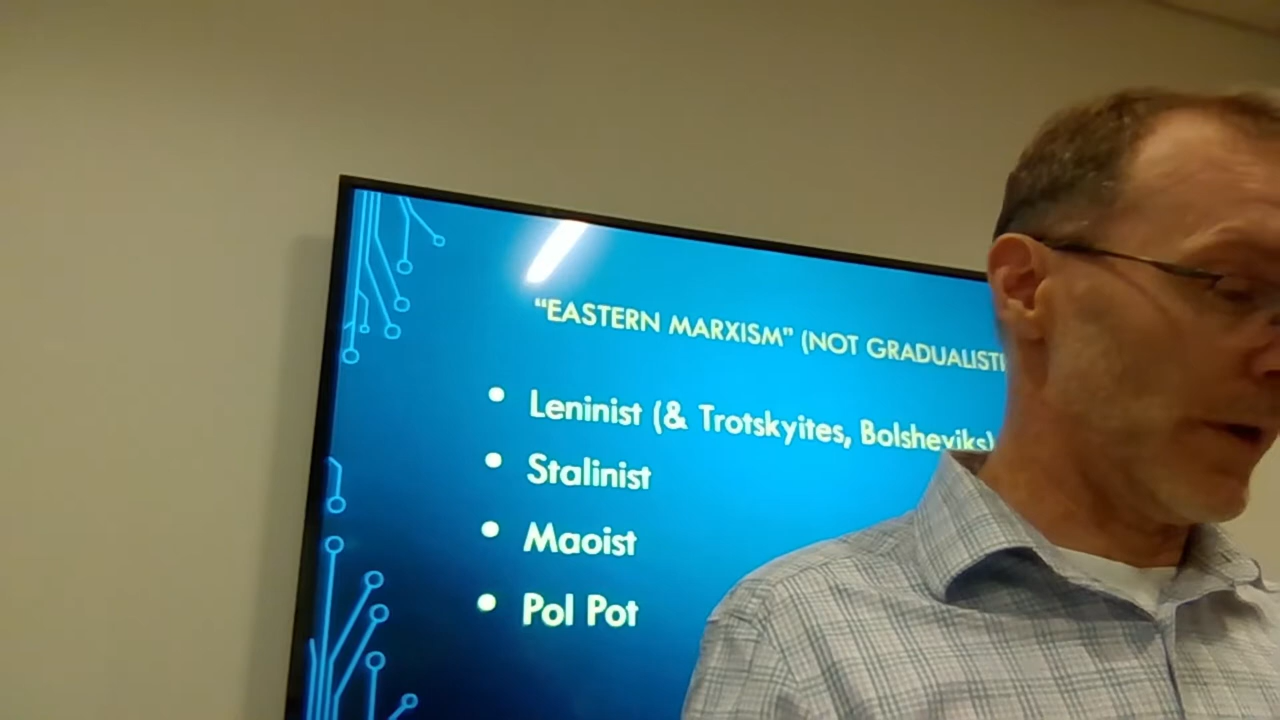 “EASTERN MARXISM” (NOT GRADUALISTI
• Leninist (& Trotskyites, Bolsheviks)
• Stalinist
• Maoist
• Pol Pot